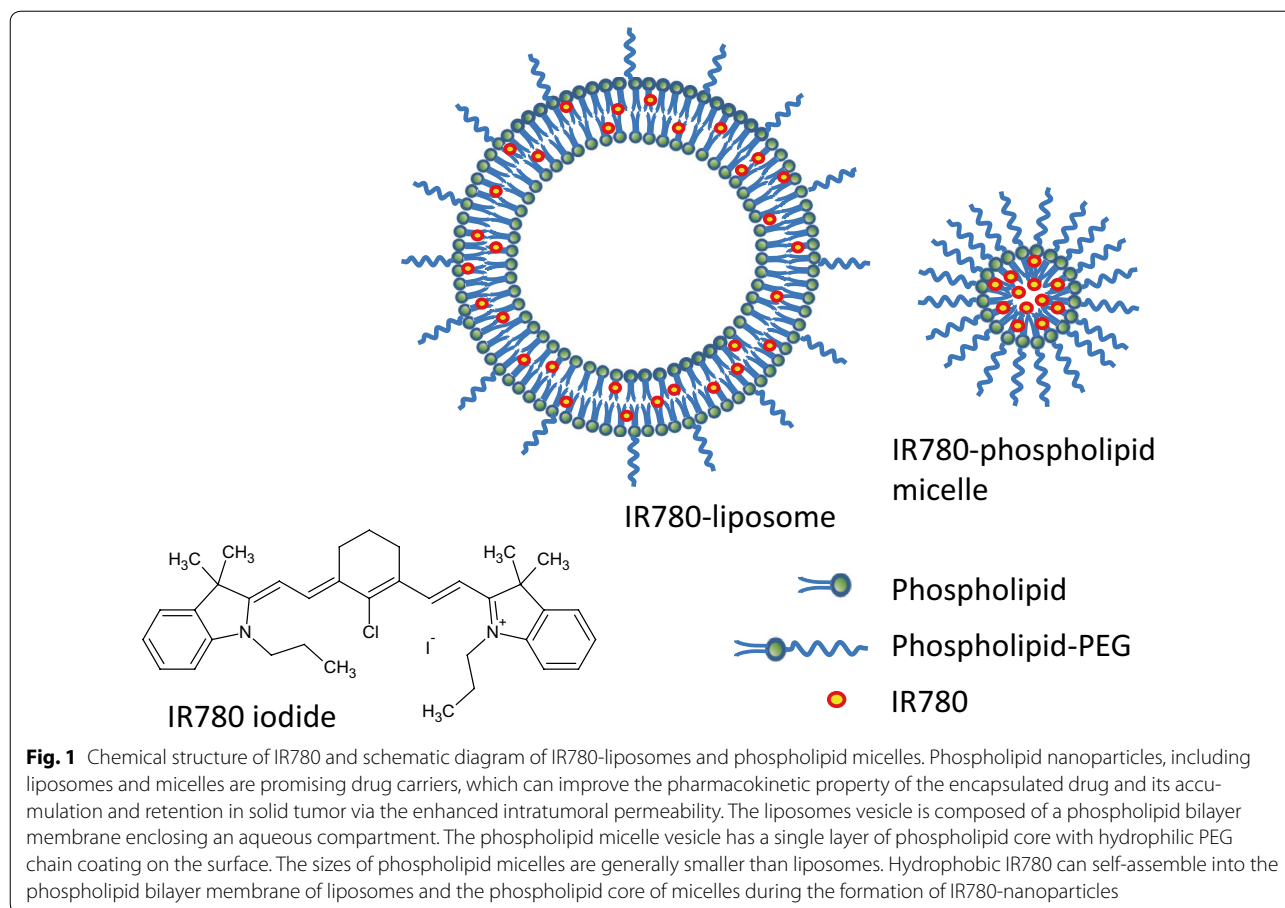 IR780-liposome
IR780-phospholipid
micelle
H₃C
CH₃
N
CH₃
Cl
I⁻
H₃C
CH₃
N⁺
H₃C
IR780 iodide
Phospholipid
Phospholipid-PEG
IR780
Fig. 1 Chemical structure of IR780 and schematic diagram of IR780-liposomes and phospholipid micelles. Phospholipid nanoparticles, including
liposomes and micelles are promising drug carriers, which can improve the pharmacokinetic property of the encapsulated drug and its accu-
mulation and retention in solid tumor via the enhanced intratumoral permeability. The liposomes vesicle is composed of a phospholipid bilayer
membrane enclosing an aqueous compartment. The phospholipid micelle vesicle has a single layer of phospholipid core with hydrophilic PEG
chain coating on the surface. The sizes of phospholipid micelles are generally smaller than liposomes. Hydrophobic IR780 can self-assemble into the
phospholipid bilayer membrane of liposomes and the phospholipid core of micelles during the formation of IR780-nanoparticles